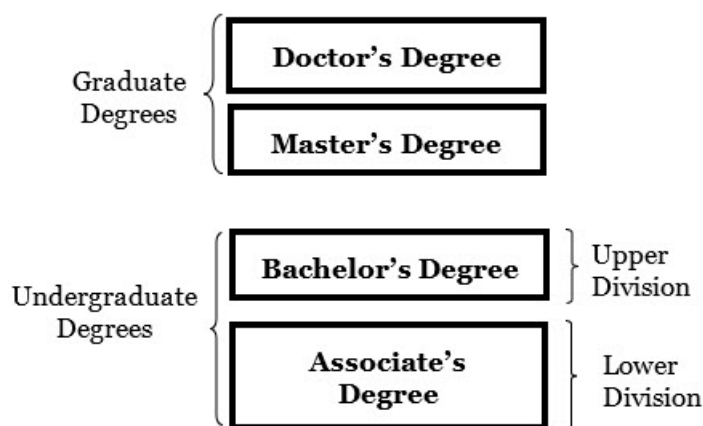 Doctor's Degree
Graduate
Degrees
Master's Degree
Bachelor's Degree
Upper
Division
Undergraduate
Degrees
Associate's
Degree
Lower
Division